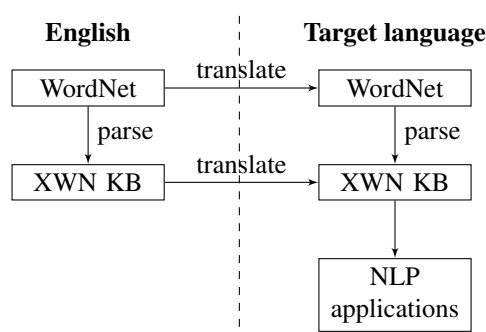 English Target language
translate
WordNet WordNet
parse parse
translate
XWN KB XWN KB
NLP
applications